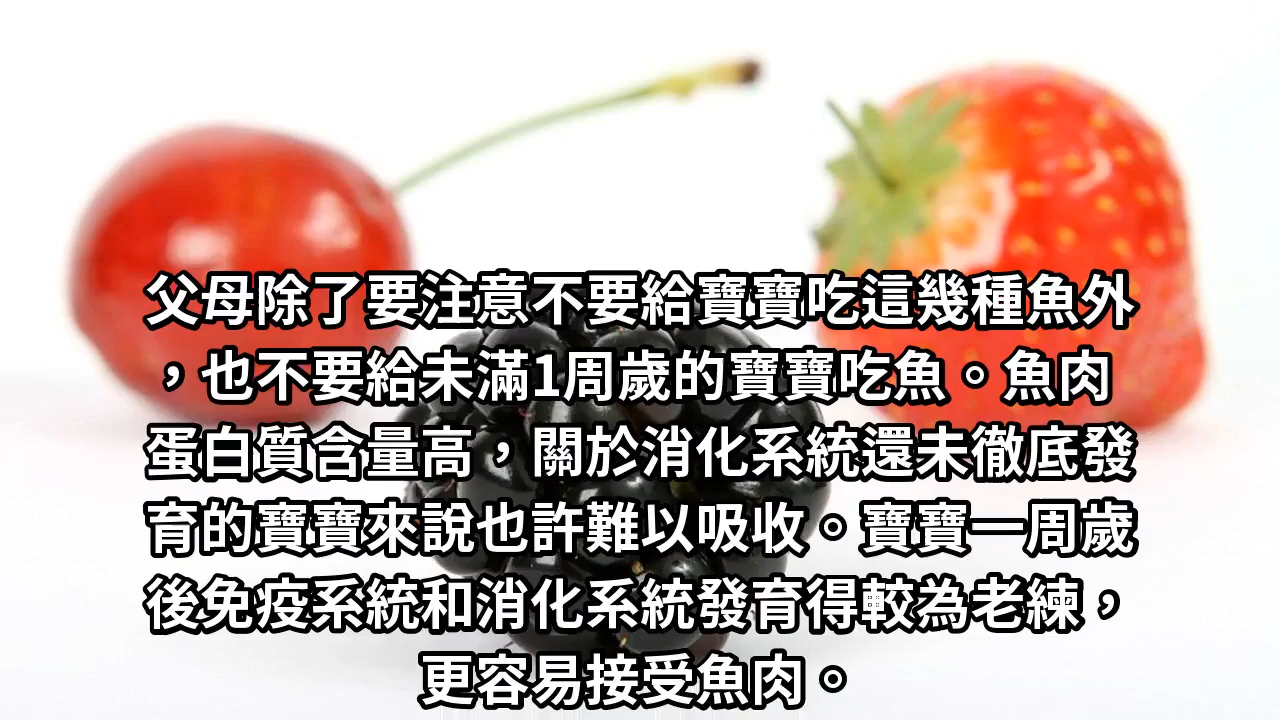 父母除了要注意不要給寶寶吃這幾種魚外
，也不要給未滿1周歲的寶寶吃魚。魚肉
蛋白質含量高，關於消化系統還未徹底發
育的寶寶來說也許難以吸收。寶寶一周歲
後免疫系統和消化系統發育得較為老練，
更容易接受魚肉。